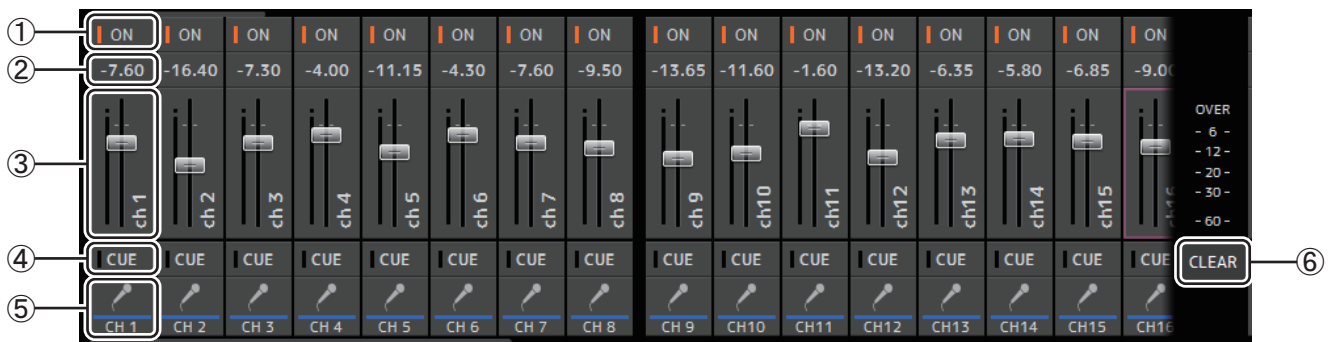 ① ON ON ON ON ON ON ON ON ON ON ON ON ON ON ON ON
② -7.60 -16.40 -7.30 -4.00 -11.15 -4.30 -7.60 -9.50 -13.65 -11.60 -1.60 -13.20 -6.35 -5.80 -6.85 -9.00
OVER
- 6 -
- 12 -
- 20 -
- 30 -
- 60 -
③ ch 1 ch 2 ch 3 ch 4 ch 5 ch 6 ch 7 ch 8 ch 9 ch10 ch11 ch12 ch13 ch14 ch15 ch16
④ CUE CUE CUE CUE CUE CUE CUE CUE CUE CUE CUE CUE CUE CUE CUE CUE CLEAR ⑥
⑤ CH 1 CH 2 CH 3 CH 4 CH 5 CH 6 CH 7 CH 8 CH 9 CH10 CH11 CH12 CH13 CH14 CH15 CH16